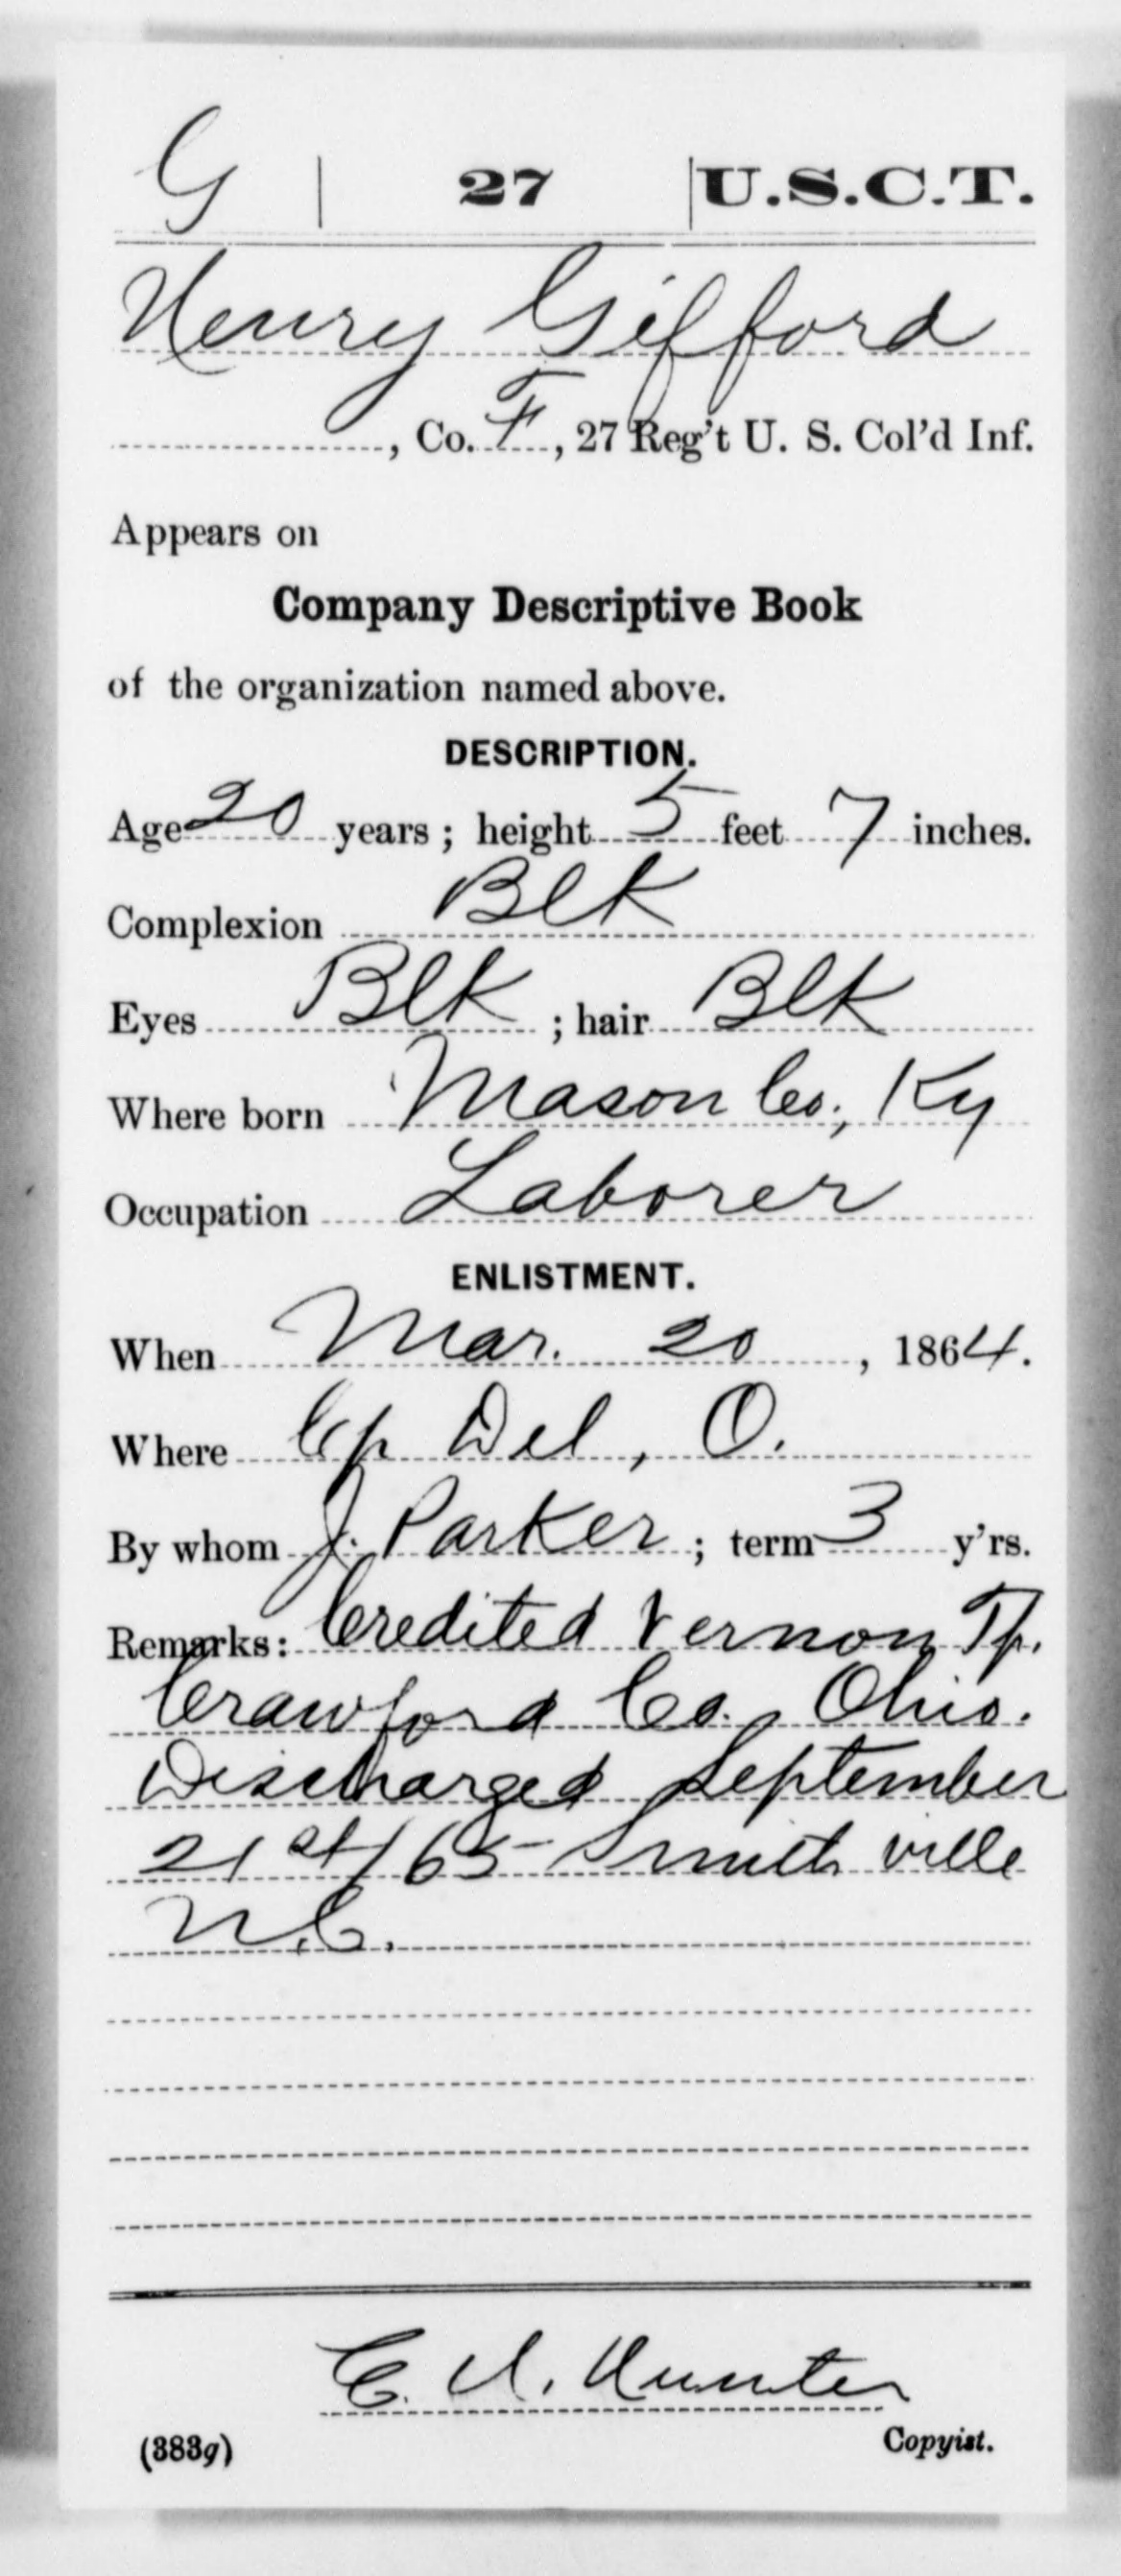 G | 27 | U.S.C.T.
Henry Gifford
, Co. F, 27 Reg't U. S. Col'd Inf.
Appears on
Company Descriptive Book
of the organization named above.
DESCRIPTION.
Age 20 years; height 5 feet 7 inches.
Complexion Blk
Eyes Blk; hair Blk
Where born Mason Co., Ky
Occupation Laborer
ENLISTMENT.
When Mar. 20, 1864.
Where Cp Del, O.
By whom J. Parker; term 3 y'rs.
Remarks: Credited Vernon Tp.
Crawford Co. Ohio.
Discharged September
21st/65 Smith ville
N.C.
C. H. Hunter
(383g) Copyist.